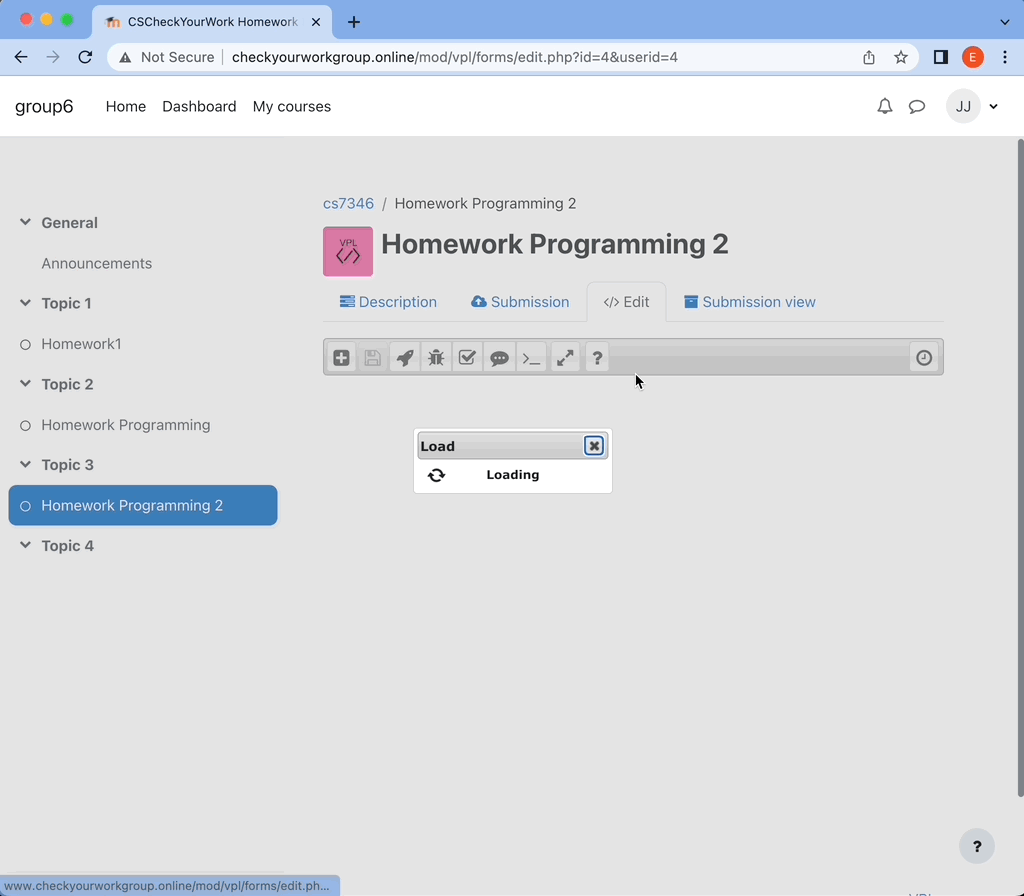 CSCheckYourWork Homework
Not Secure
checkyourworkgroup.online/mod/vpl/forms/edit.php?id=4&userid=4
E
group6
Home
Dashboard
My courses
JJ
General
Announcements
Topic 1
Homework1
Topic 2
Homework Programming
Topic 3
Homework Programming 2
Topic 4
cs7346 / Homework Programming 2
VPL
Homework Programming 2
Description
Submission
</> Edit
Submission view
>_
?
Load
Loading
?
www.checkyourworkgroup.online/mod/vpl/forms/edit.ph...
VPL